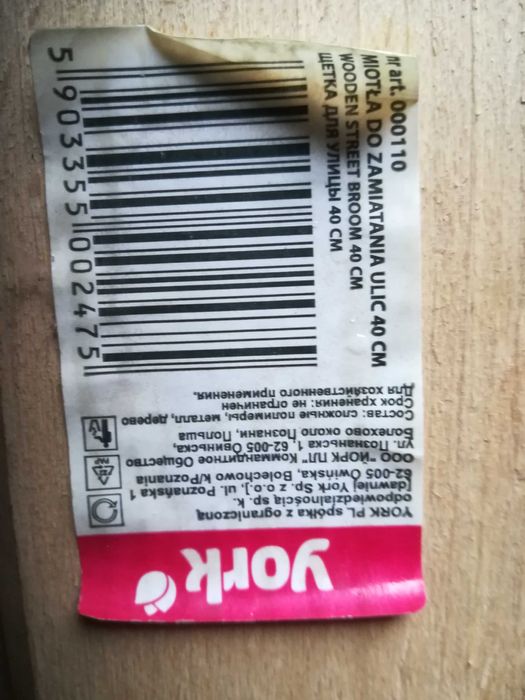 york
YORK PL spółka z ograniczoną
odpowiedzialnością sp. k.
(dawniej York Sp. z o.o.), ul. Poznańska 1
62-005 Owińska, Bolechowo k/Poznania
ООО "ЙОРК ПЛ" Коммандитное Общество
ул. Познаньска 1, 62-005 Овиньска,
Болехово около Познани, Польша
Состав: сложные полимеры, металл, дерево
Срок хранения: не ограничен
Для хозяйственного применения.
PAP
nr art. 000110
MIOTŁA DO ZAMIATANIA ULIC 40 CM
WOODEN STREET BROOM 40 CM
ЩЕТКА ДЛЯ УЛИЦЫ 40 СМ
5 903355 002475